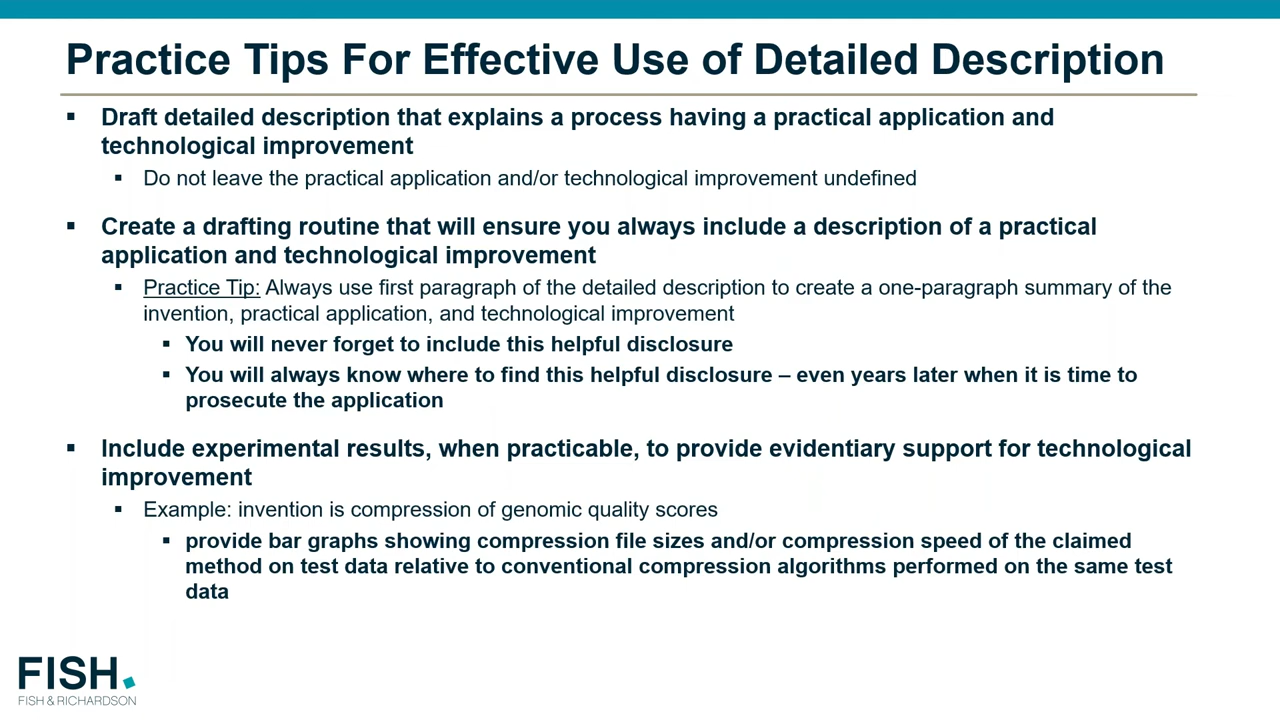 Practice Tips For Effective Use of Detailed Description
▪ Draft detailed description that explains a process having a practical application and
technological improvement
▪ Do not leave the practical application and/or technological improvement undefined
▪ Create a drafting routine that will ensure you always include a description of a practical
application and technological improvement
▪ Practice Tip: Always use first paragraph of the detailed description to create a one-paragraph summary of the
invention, practical application, and technological improvement
▪ You will never forget to include this helpful disclosure
▪ You will always know where to find this helpful disclosure – even years later when it is time to
prosecute the application
▪ Include experimental results, when practicable, to provide evidentiary support for technological
improvement
▪ Example: invention is compression of genomic quality scores
▪ provide bar graphs showing compression file sizes and/or compression speed of the claimed
method on test data relative to conventional compression algorithms performed on the same test
data
FISH.
FISH & RICHARDSON